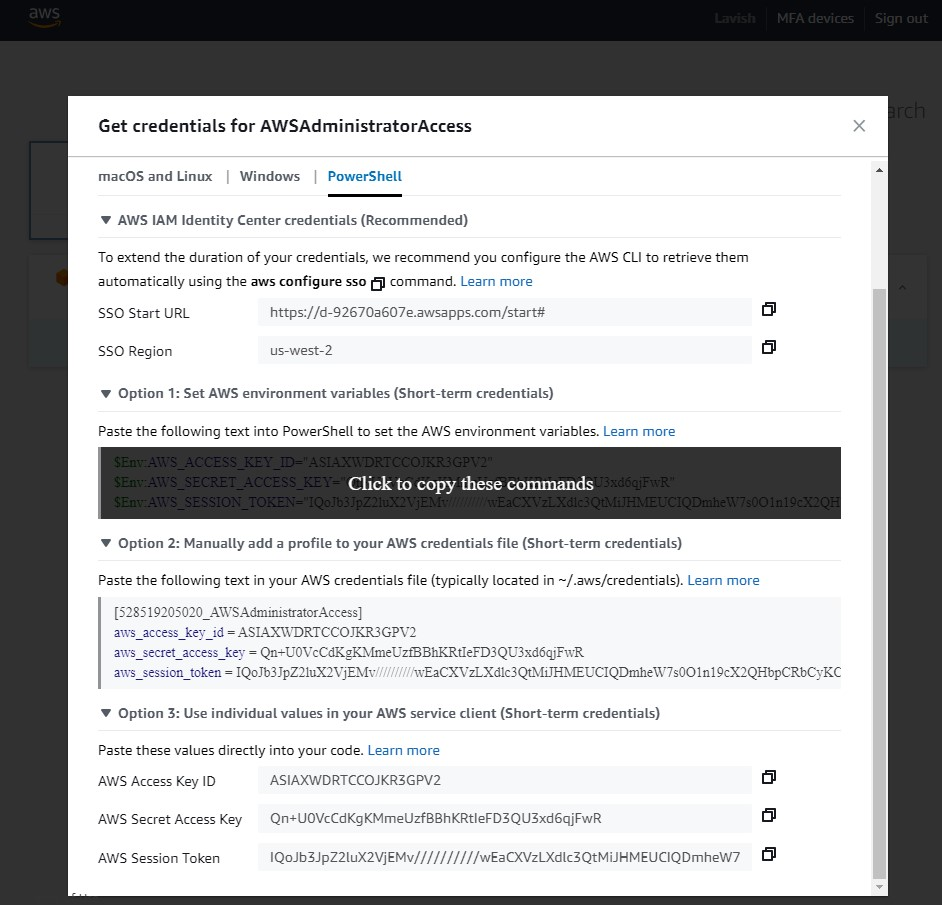 aws
Lavish
MFA devices
Sign out
arch
Get credentials for AWSAdministratorAccess
macOS and Linux | Windows | PowerShell
AWS IAM Identity Center credentials (Recommended)
To extend the duration of your credentials, we recommend you configure the AWS CLI to retrieve them
automatically using the aws configure sso command. Learn more
SSO Start URL https://d-92670a607e.awsapps.com/start#
SSO Region us-west-2
Option 1: Set AWS environment variables (Short-term credentials)
Paste the following text into PowerShell to set the AWS environment variables. Learn more
$Env:AWS_ACCESS_KEY_ID="ASIAXWDRTCCOJKR3GPV2"
$Env:AWS_SECRET_ACCESS_KEY=
Click to copy these commands
$Env:AWS_SESSION_TOKEN="IQoJb3JpZ2luX2VjEMv//////////wEaCXVzLXdlc3QtMiJHMEUCIQDmheW7s0O1n19cX2QH
Option 2: Manually add a profile to your AWS credentials file (Short-term credentials)
Paste the following text in your AWS credentials file (typically located in ~/.aws/credentials). Learn more
[528519205020_AWSAdministratorAccess]
aws_access_key_id = ASIAXWDRTCCOJKR3GPV2
aws_secret_access_key = Qn+U0VcCdKgKMmeUzfBBhKRtIeFD3QU3xd6qjFwR
aws_session_token = IQoJb3JpZ2luX2VjEMv//////////wEaCXVzLXdlc3QtMiJHMEUCIQDmheW7s0O1n19cX2QHbpCRbCyKC
Option 3: Use individual values in your AWS service client (Short-term credentials)
Paste these values directly into your code. Learn more
AWS Access Key ID ASIAXWDRTCCOJKR3GPV2
AWS Secret Access Key Qn+U0VcCdKgKMmeUzfBBhKRtIeFD3QU3xd6qjFwR
AWS Session Token IQoJb3JpZ2luX2VjEMv//////////wEaCXVzLXdlc3QtMiJHMEUCIQDmheW7